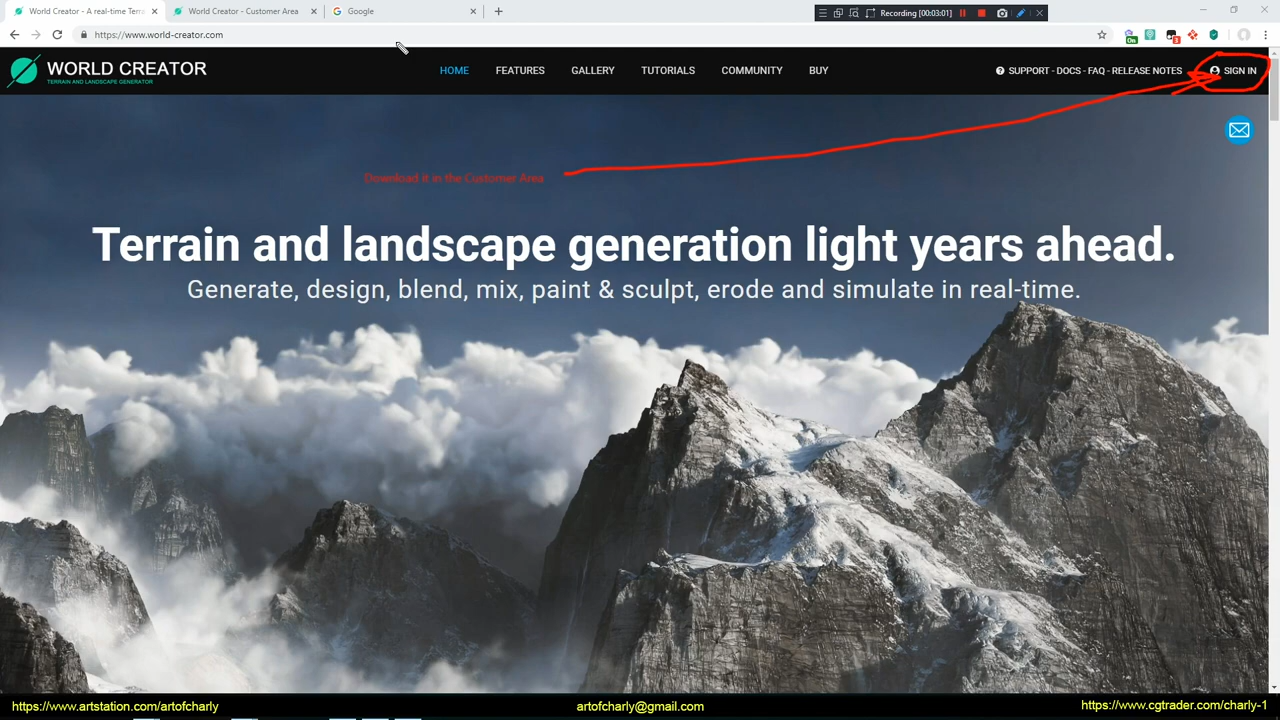 World Creator - A real-time Terra
World Creator - Customer Area
Google
Recording [00:03:01]
https://www.world-creator.com
On
3
WORLD CREATOR
TERRAIN AND LANDSCAPE GENERATOR
HOME
FEATURES
GALLERY
TUTORIALS
COMMUNITY
BUY
SUPPORT - DOCS - FAQ - RELEASE NOTES
SIGN IN
Download it in the Customer Area
Terrain and landscape generation light years ahead.
Generate, design, blend, mix, paint & sculpt, erode and simulate in real-time.
https://www.artstation.com/artofcharly
artofcharly@gmail.com
https://www.cgtrader.com/charly-1